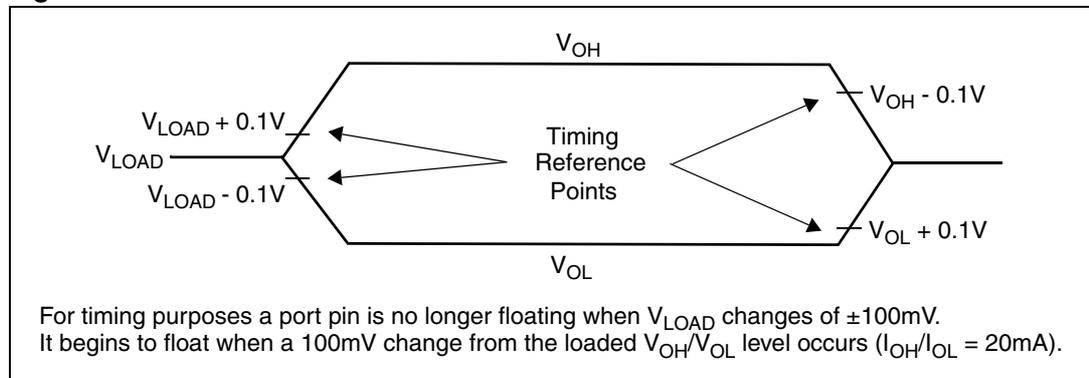 V_OH
V_LOAD + 0.1V
V_OH - 0.1V
V_LOAD
Timing
Reference
Points
V_LOAD - 0.1V
V_OL + 0.1V
V_OL
For timing purposes a port pin is no longer floating when V_LOAD changes of ±100mV.
It begins to float when a 100mV change from the loaded V_OH/V_OL level occurs (I_OH/I_OL = 20mA).